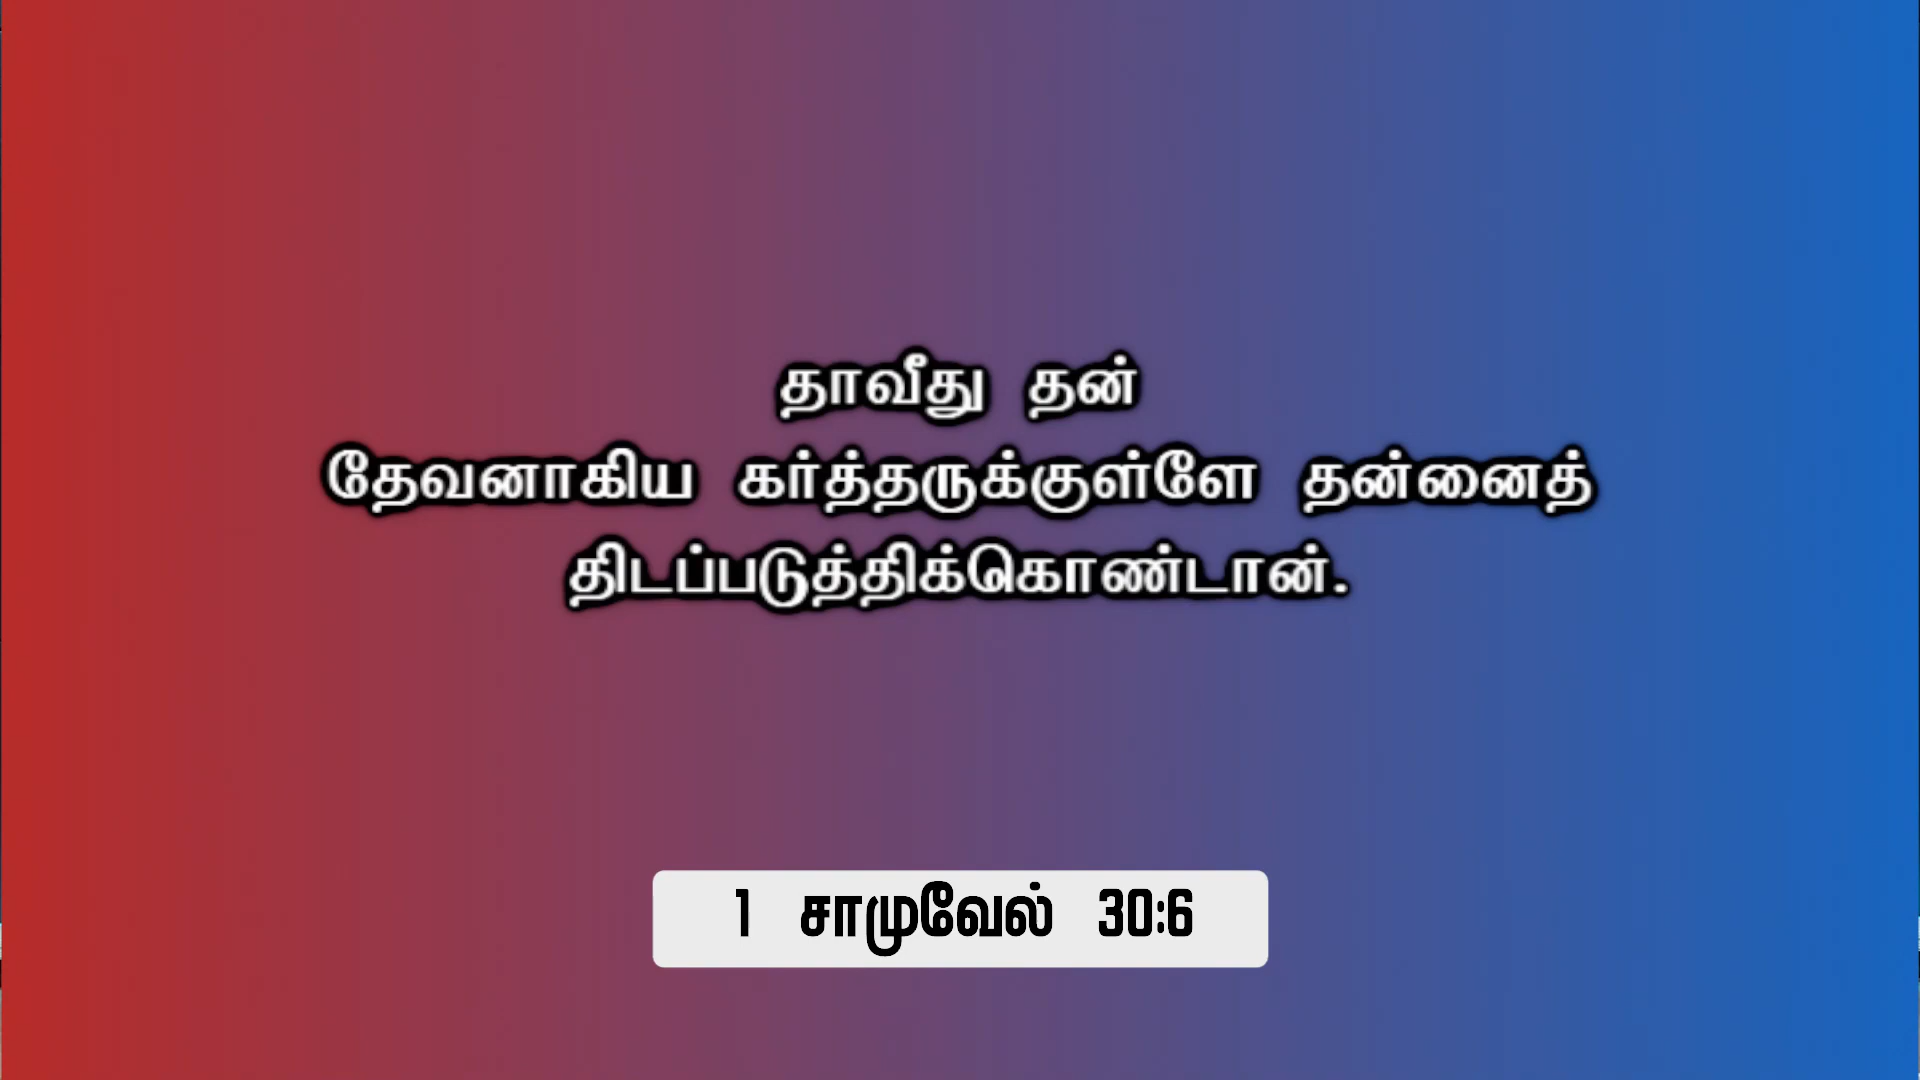 தாவீது தன்
தேவனாகிய கர்த்தருக்குள்ளே தன்னைத்
திடப்படுத்திக்கொண்டான்.
1 சாமுவேல் 30:6